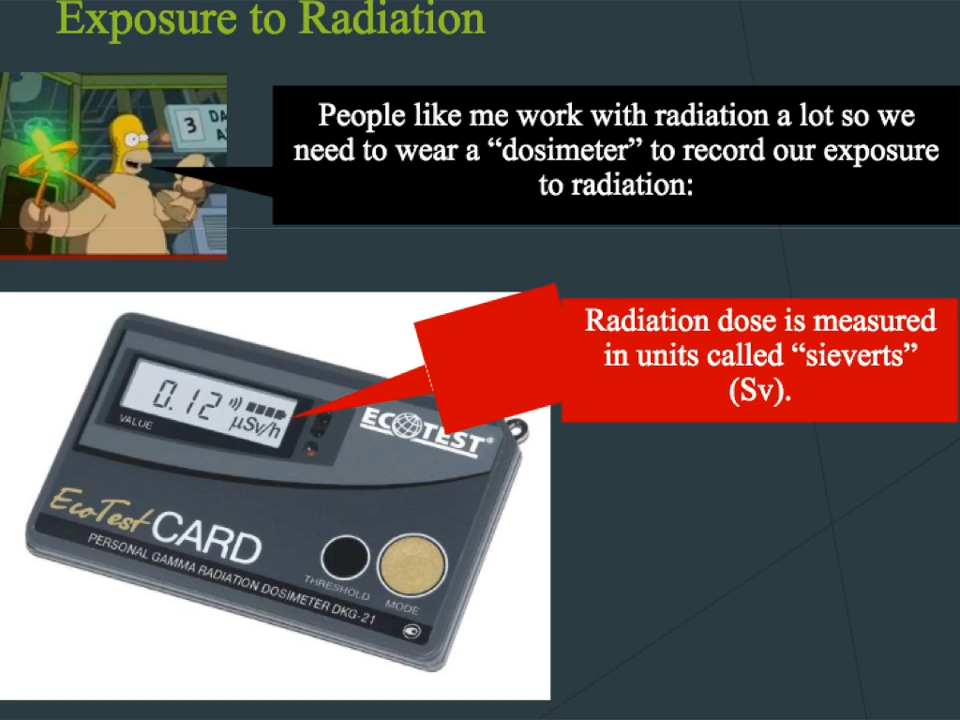 Exposure to Radiation
3 DA
A
People like me work with radiation a lot so we
need to wear a “dosimeter” to record our exposure
to radiation:
Radiation dose is measured
in units called “sieverts”
(Sv).
0.12 µSv/h
VALUE
ECOTEST
EcoTest CARD
PERSONAL GAMMA RADIATION DOSIMETER DKG-21
THRESHOLD
MODE